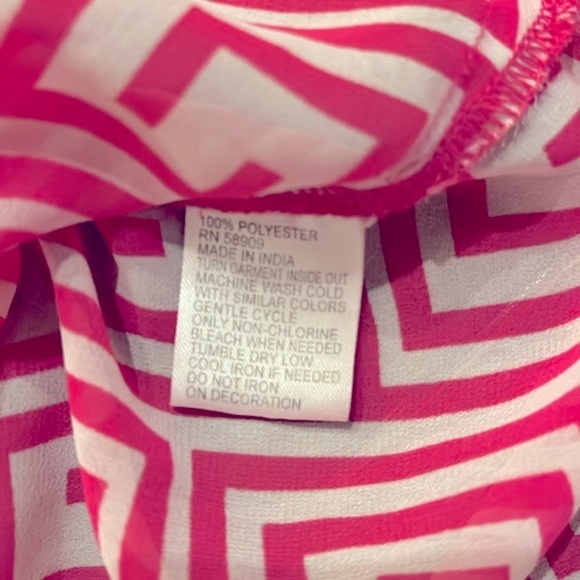 100% POLYESTER
RN 58909
MADE IN INDIA
TURN GARMENT INSIDE OUT
MACHINE WASH COLD
WITH SIMILAR COLORS
GENTLE CYCLE
ONLY NON-CHLORINE
BLEACH WHEN NEEDED
TUMBLE DRY LOW
COOL IRON IF NEEDED
DO NOT IRON
ON DECORATION